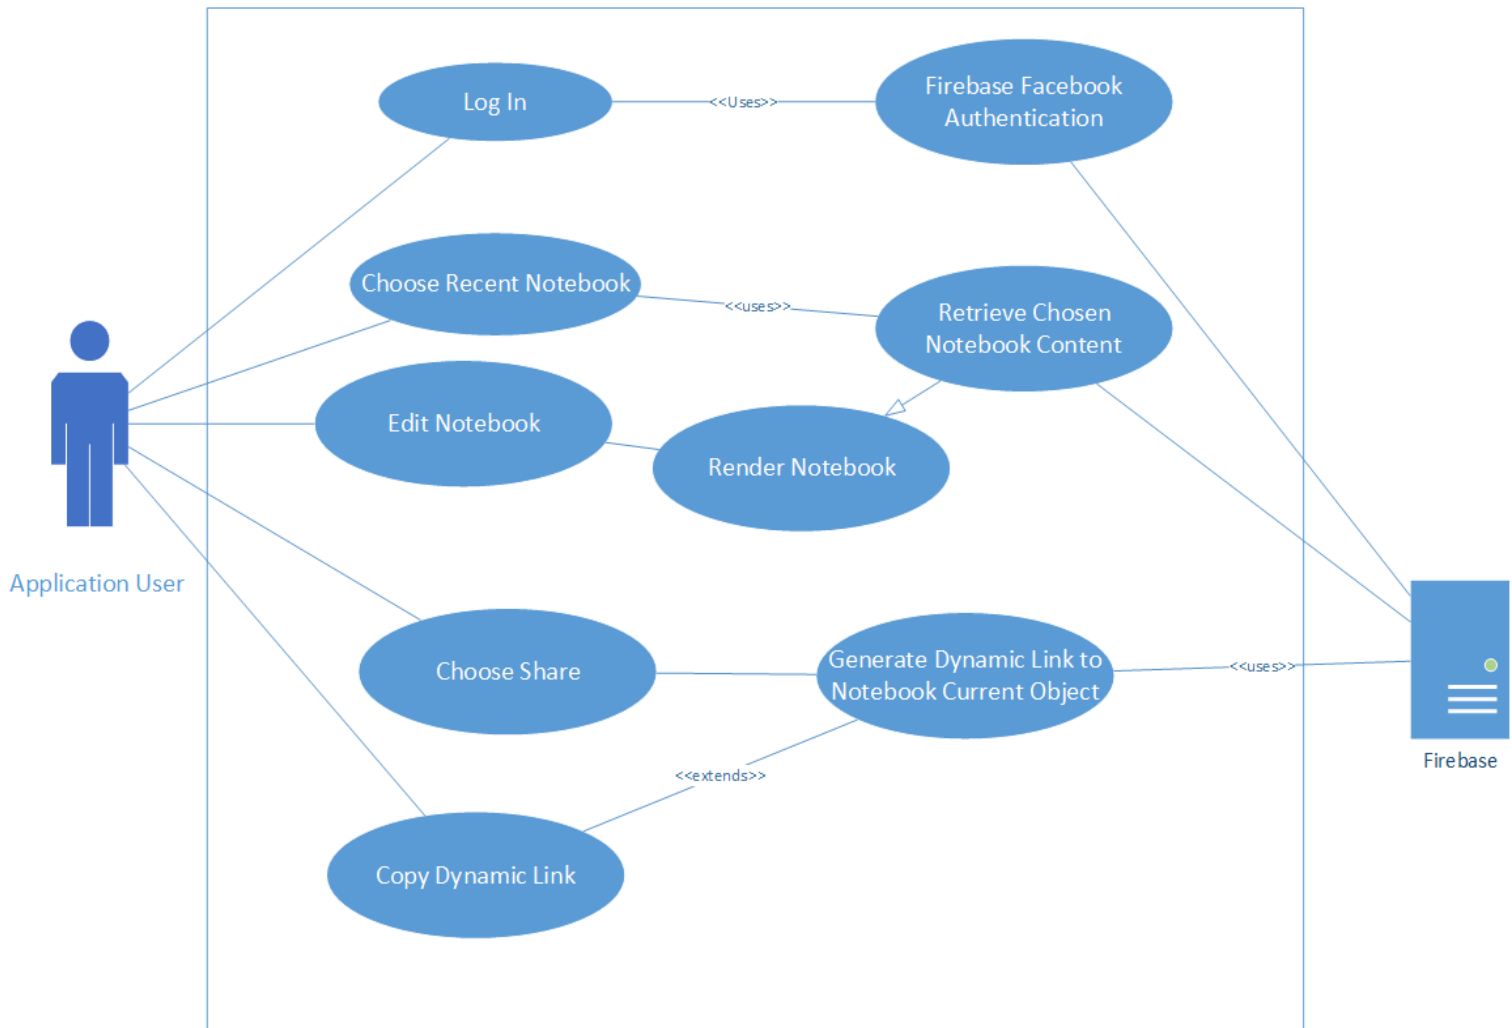 Log In
<<Uses>>
Firebase Facebook
Authentication
Choose Recent Notebook
<<uses>>
Retrieve Chosen
Notebook Content
Edit Notebook
Render Notebook
Application User
Choose Share
Generate Dynamic Link to
Notebook Current Object
<<uses>>
Firebase
<<extends>>
Copy Dynamic Link